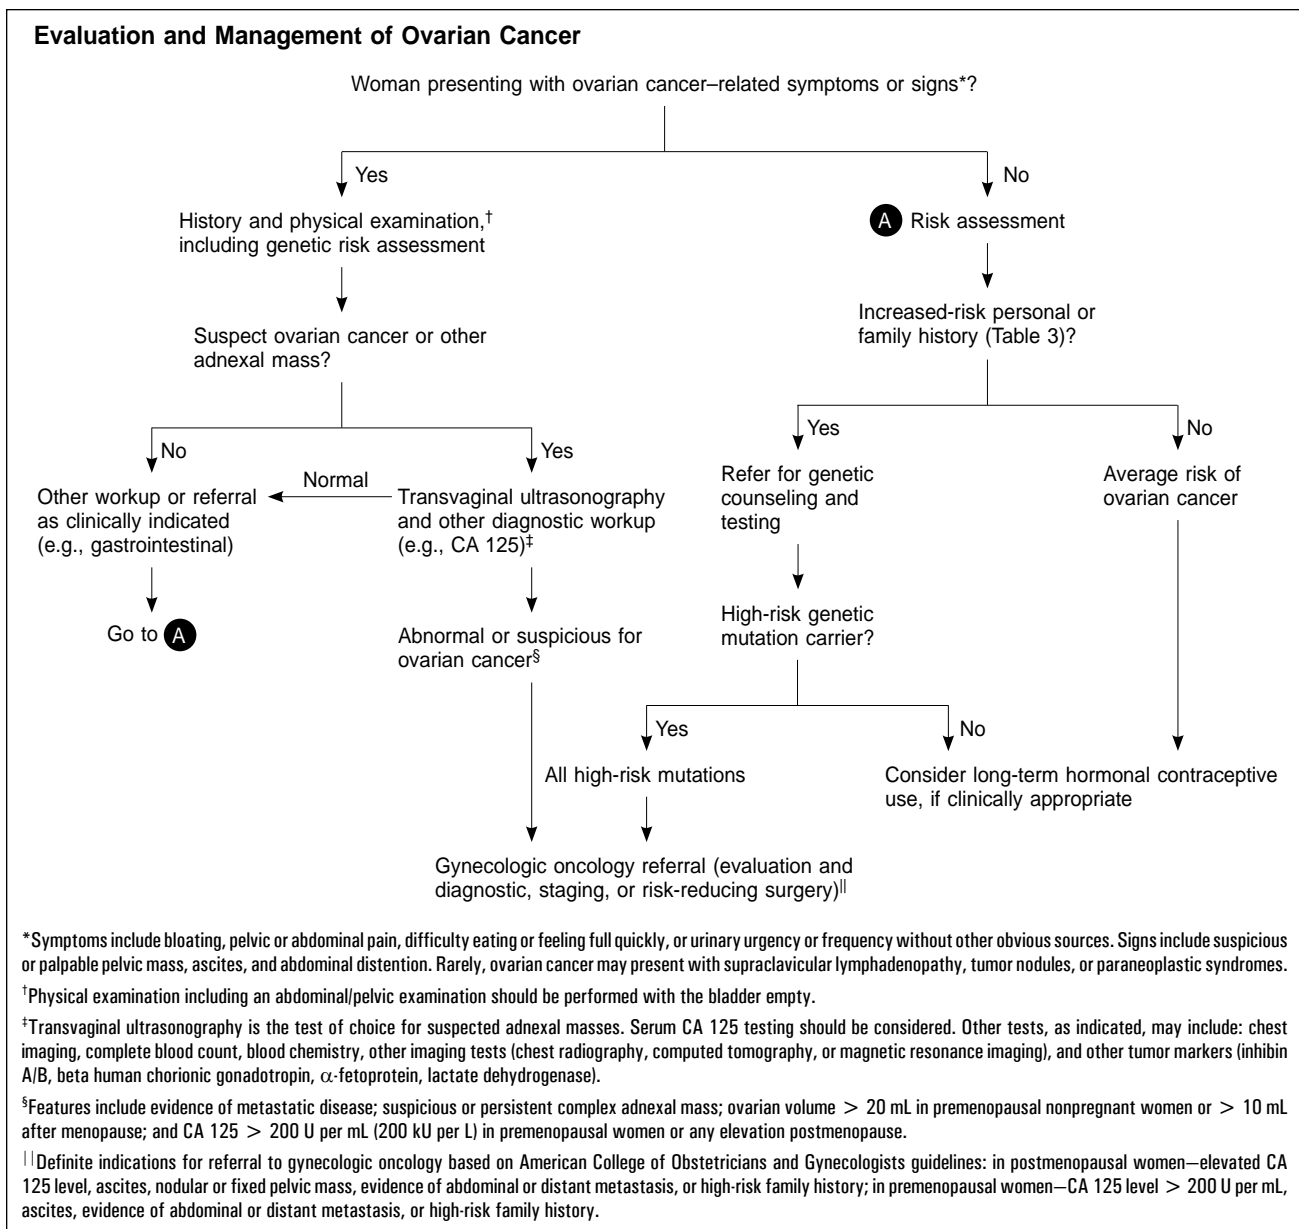 Evaluation and Management of Ovarian Cancer
Woman presenting with ovarian cancer–related symptoms or signs*?
Yes
No
History and physical examination,†
including genetic risk assessment
A Risk assessment
Suspect ovarian cancer or other
adnexal mass?
Increased-risk personal or
family history (Table 3)?
No
Yes
Yes
No
Other workup or referral
as clinically indicated
(e.g., gastrointestinal)
Normal
Transvaginal ultrasonography
and other diagnostic workup
(e.g., CA 125)‡
Refer for genetic
counseling and
testing
Average risk of
ovarian cancer
Go to A
Abnormal or suspicious for
ovarian cancer§
High-risk genetic
mutation carrier?
Yes
No
All high-risk mutations
Consider long-term hormonal contraceptive
use, if clinically appropriate
Gynecologic oncology referral (evaluation and
diagnostic, staging, or risk-reducing surgery)||
*Symptoms include bloating, pelvic or abdominal pain, difficulty eating or feeling full quickly, or urinary urgency or frequency without other obvious sources. Signs include suspicious
or palpable pelvic mass, ascites, and abdominal distention. Rarely, ovarian cancer may present with supraclavicular lymphadenopathy, tumor nodules, or paraneoplastic syndromes.
†Physical examination including an abdominal/pelvic examination should be performed with the bladder empty.
‡Transvaginal ultrasonography is the test of choice for suspected adnexal masses. Serum CA 125 testing should be considered. Other tests, as indicated, may include: chest
imaging, complete blood count, blood chemistry, other imaging tests (chest radiography, computed tomography, or magnetic resonance imaging), and other tumor markers (inhibin
A/B, beta human chorionic gonadotropin, α-fetoprotein, lactate dehydrogenase).
§Features include evidence of metastatic disease; suspicious or persistent complex adnexal mass; ovarian volume > 20 mL in premenopausal nonpregnant women or > 10 mL
after menopause; and CA 125 > 200 U per mL (200 kU per L) in premenopausal women or any elevation postmenopause.
||Definite indications for referral to gynecologic oncology based on American College of Obstetricians and Gynecologists guidelines: in postmenopausal women—elevated CA
125 level, ascites, nodular or fixed pelvic mass, evidence of abdominal or distant metastasis, or high-risk family history; in premenopausal women—CA 125 level > 200 U per mL,
ascites, evidence of abdominal or distant metastasis, or high-risk family history.